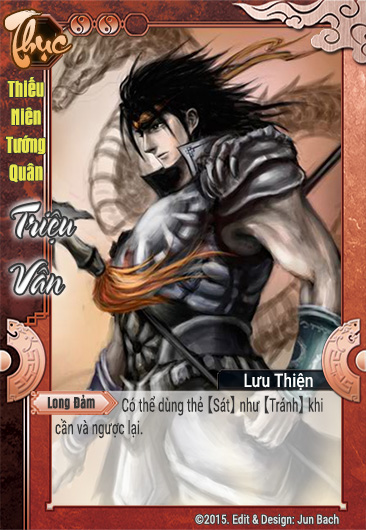 Thục
Thiếu
Niên
Tướng
Quân
Triệu
Vân
Lưu Thiện
Long Đảm
Có thể dùng thẻ【Sát】như【Tránh】khi
cần và ngược lại.
©2015. Edit & Design: Jun Bach